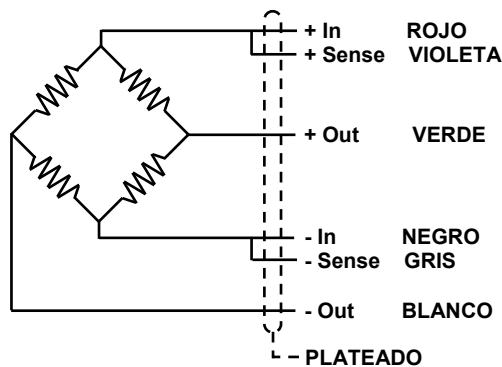 + In ROJO
+ Sense VIOLETA
+ Out VERDE
- In NEGRO
- Sense GRIS
- Out BLANCO
PLATEADO